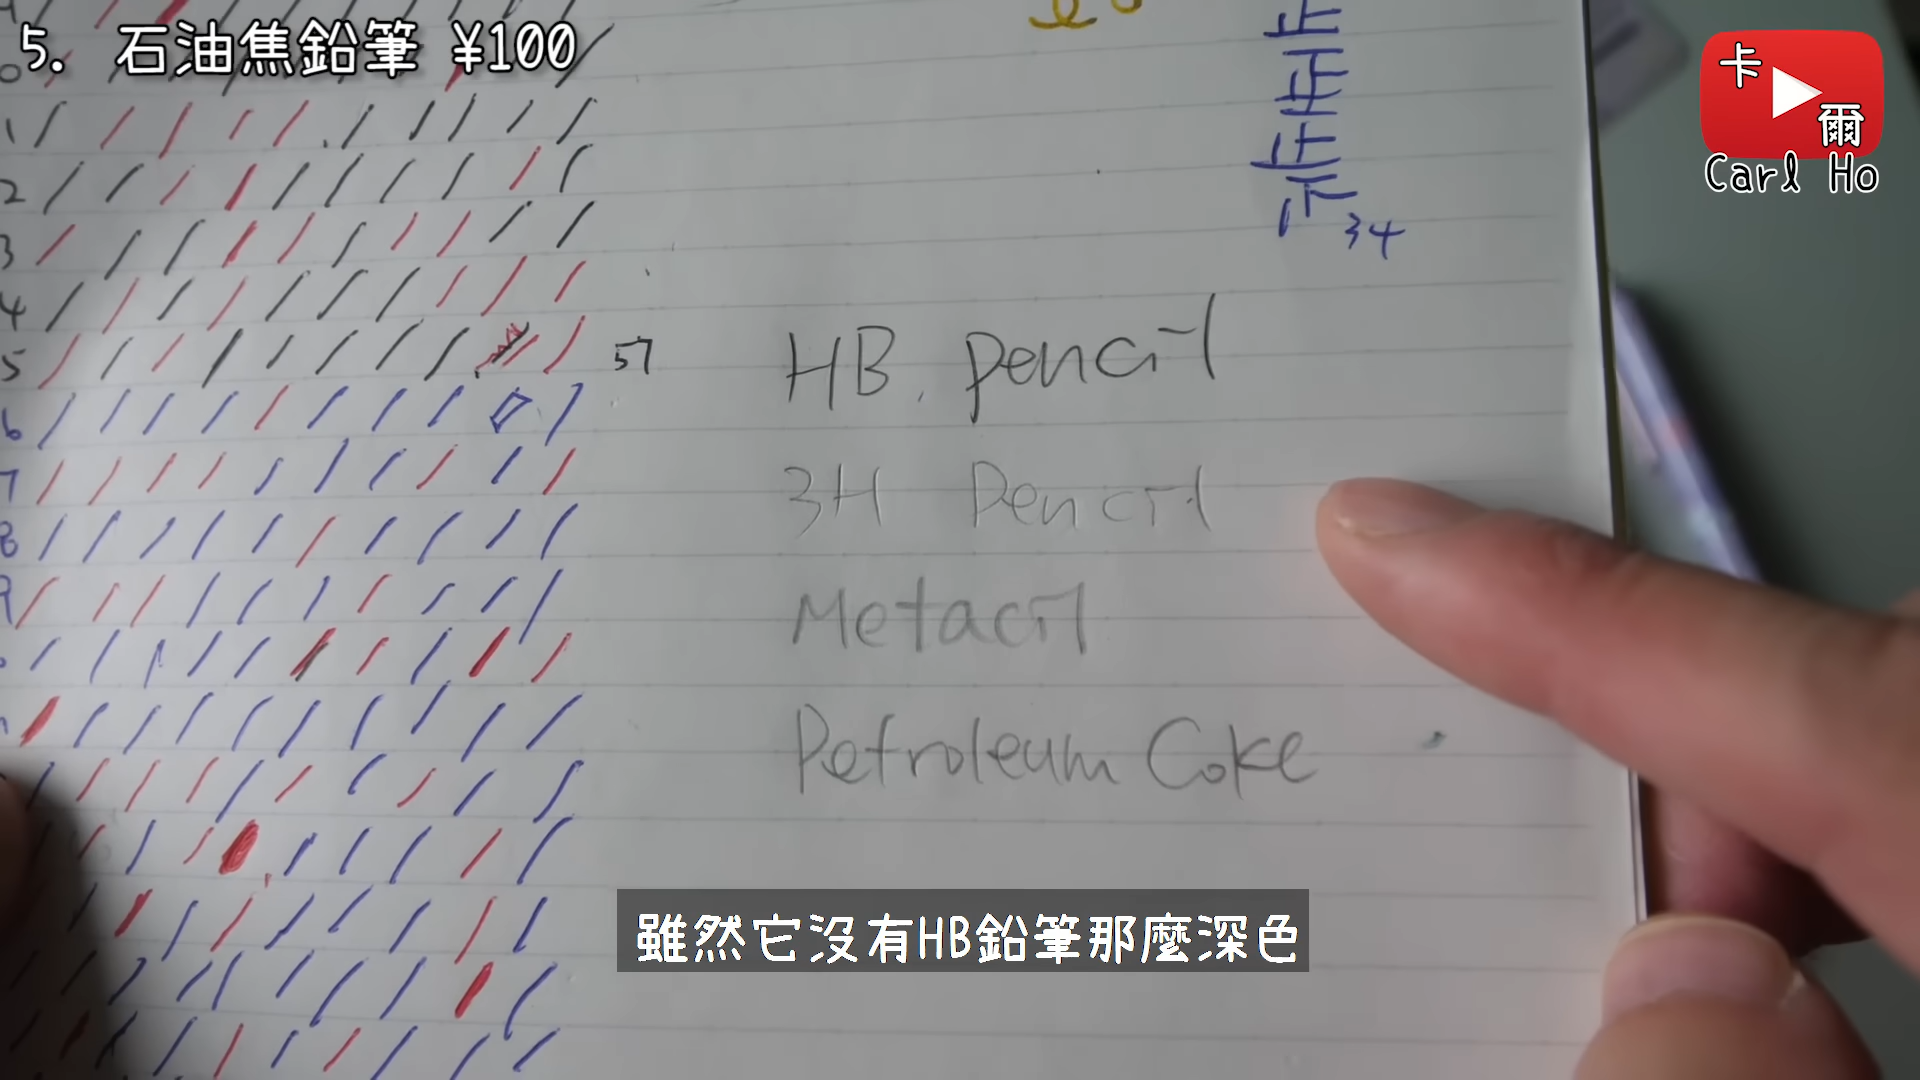 5. 石油焦鉛筆 ¥100
卡
爾
Carl Ho
1
2
3
34
4
5
57
HB. pencil
6
7
3H Pencil
8
9
Metacil
Petroleum Coke
雖然它沒有HB鉛筆那麼深色